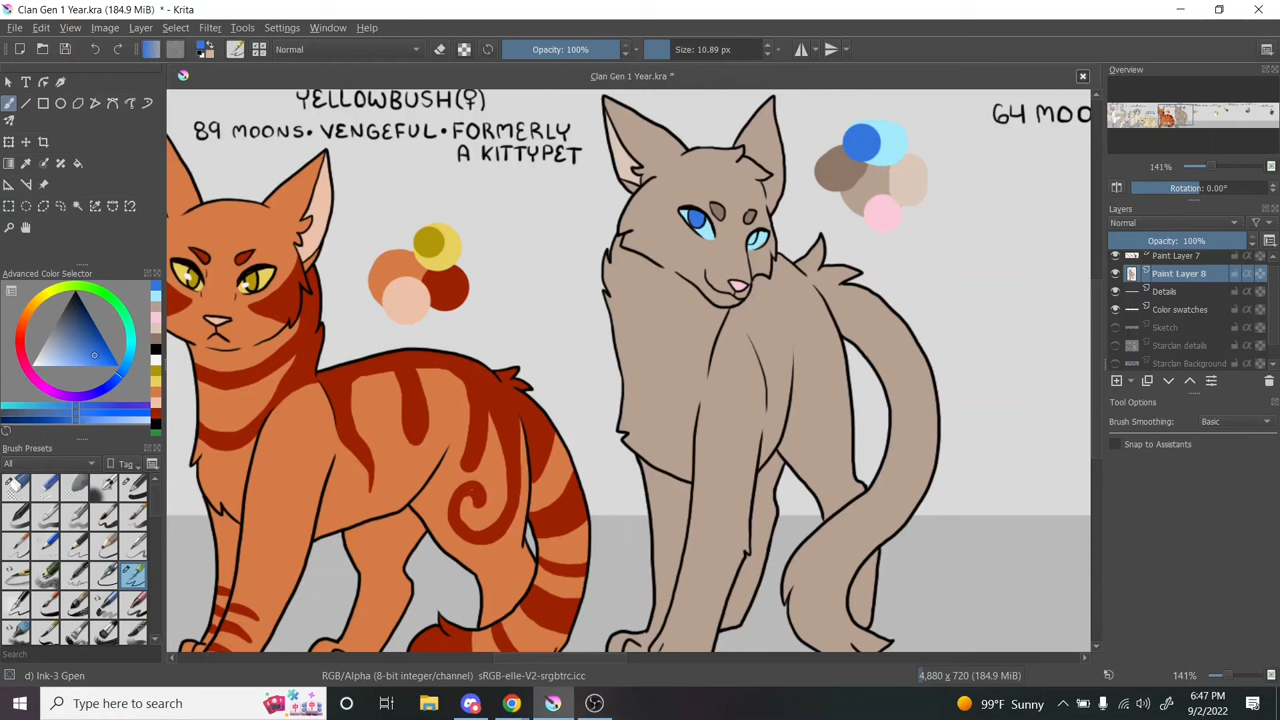 Clan Gen 1 Year.kra (184.9 MiB) * - Krita
File Edit View Image Layer Select Filter Tools Settings Window Help
Normal Opacity: 100% Size: 10.89 px
Clan Gen 1 Year.kra *
YELLOWBUSH(♀)
89 MOONS • VENGEFUL • FORMERLY
A KITTYPET
64 MOO
Overview
141%
Rotation: 0.00°
Layers
Normal
Opacity: 100%
Paint Layer 7
Paint Layer 8
Details
Color swatches
Sketch
Starclan details
Starclan Background
Tool Options
Brush Smoothing: Basic
Snap to Assistants
Advanced Color Selector
Brush Presets
All Tag
Search
d) Ink-3 Gpen RGB/Alpha (8-bit integer/channel) sRGB-elle-V2-srgbtrc.icc 4,880 x 720 (184.9 MiB) 141%
Type here to search 99°F Sunny 6:47 PM
9/2/2022